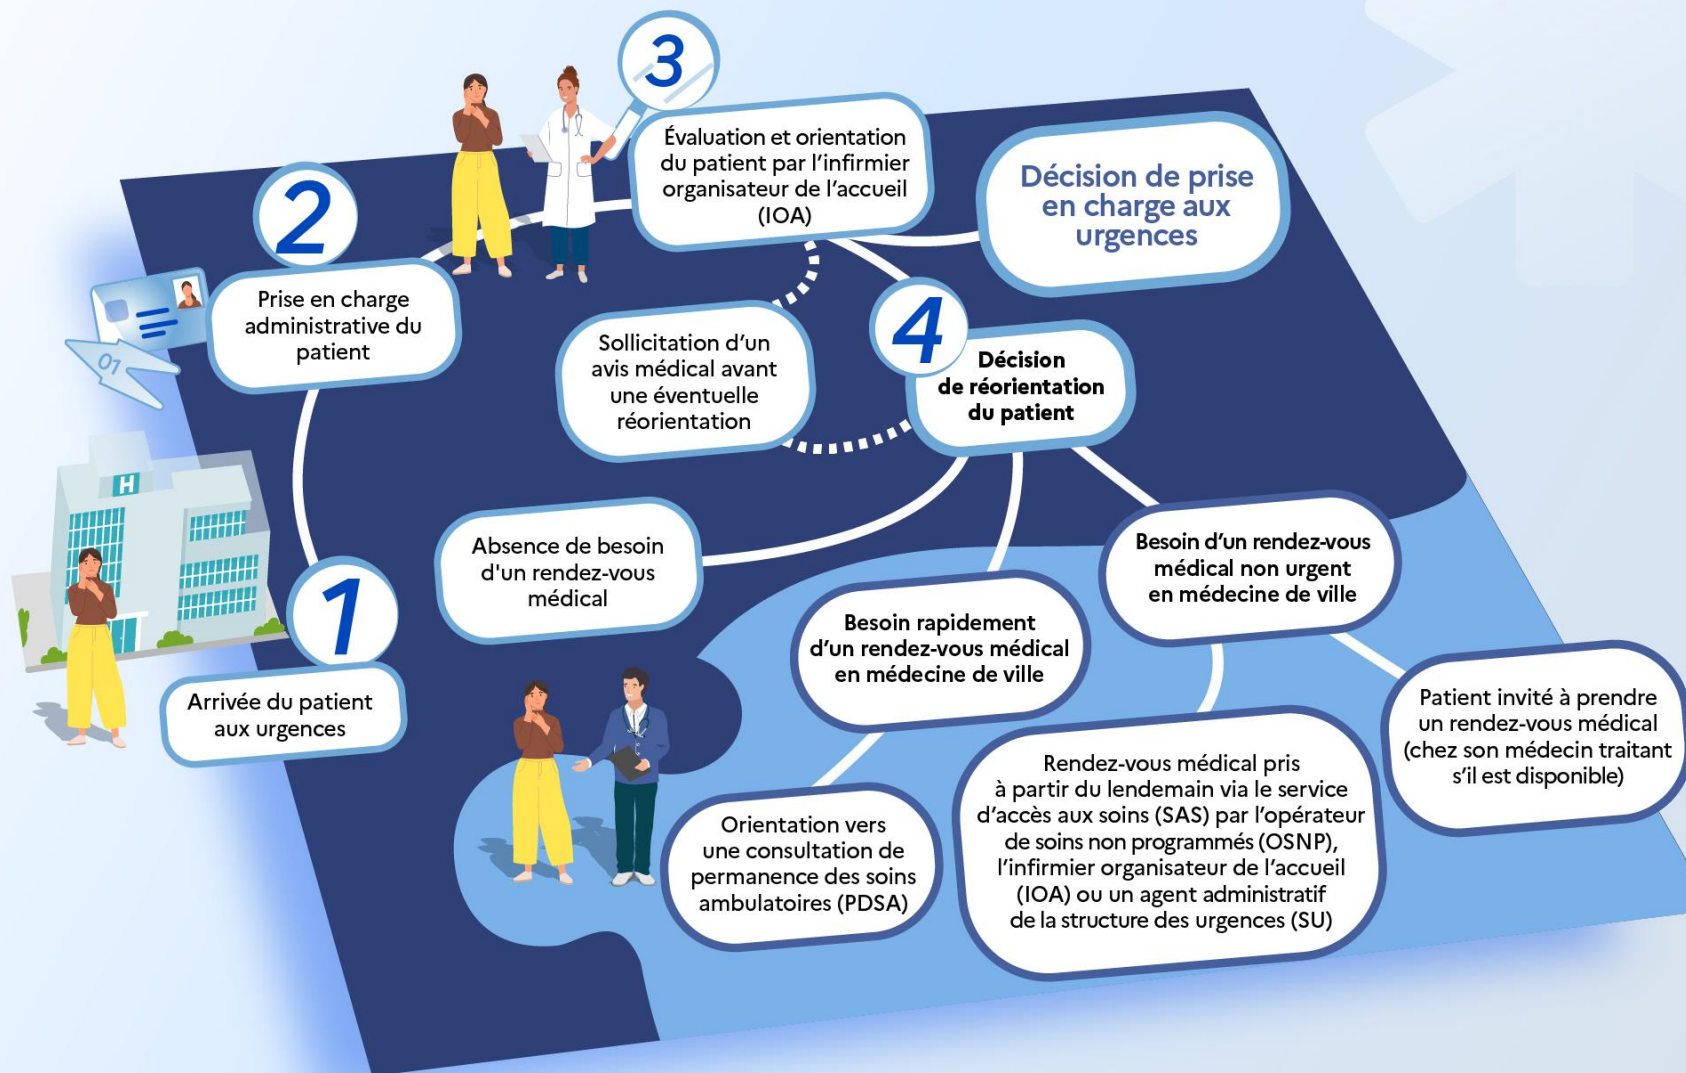 1
Arrivée du patient
aux urgences
2
Prise en charge
administrative du
patient
01
H
3
Évaluation et orientation
du patient par l’infirmier
organisateur de l’accueil
(IOA)
Décision de prise
en charge aux
urgences
Sollicitation d’un
avis médical avant
une éventuelle
réorientation
4
Décision
de réorientation
du patient
Absence de besoin
d'un rendez-vous
médical
Besoin rapidement
d’un rendez-vous médical
en médecine de ville
Orientation vers
une consultation de
permanence des soins
ambulatoires (PDSA)
Besoin d’un rendez-vous
médical non urgent
en médecine de ville
Rendez-vous médical pris
à partir du lendemain via le service
d’accès aux soins (SAS) par l’opérateur
de soins non programmés (OSNP),
l’infirmier organisateur de l’accueil
(IOA) ou un agent administratif
de la structure des urgences (SU)
Patient invité à prendre
un rendez-vous médical
(chez son médecin traitant
s’il est disponible)